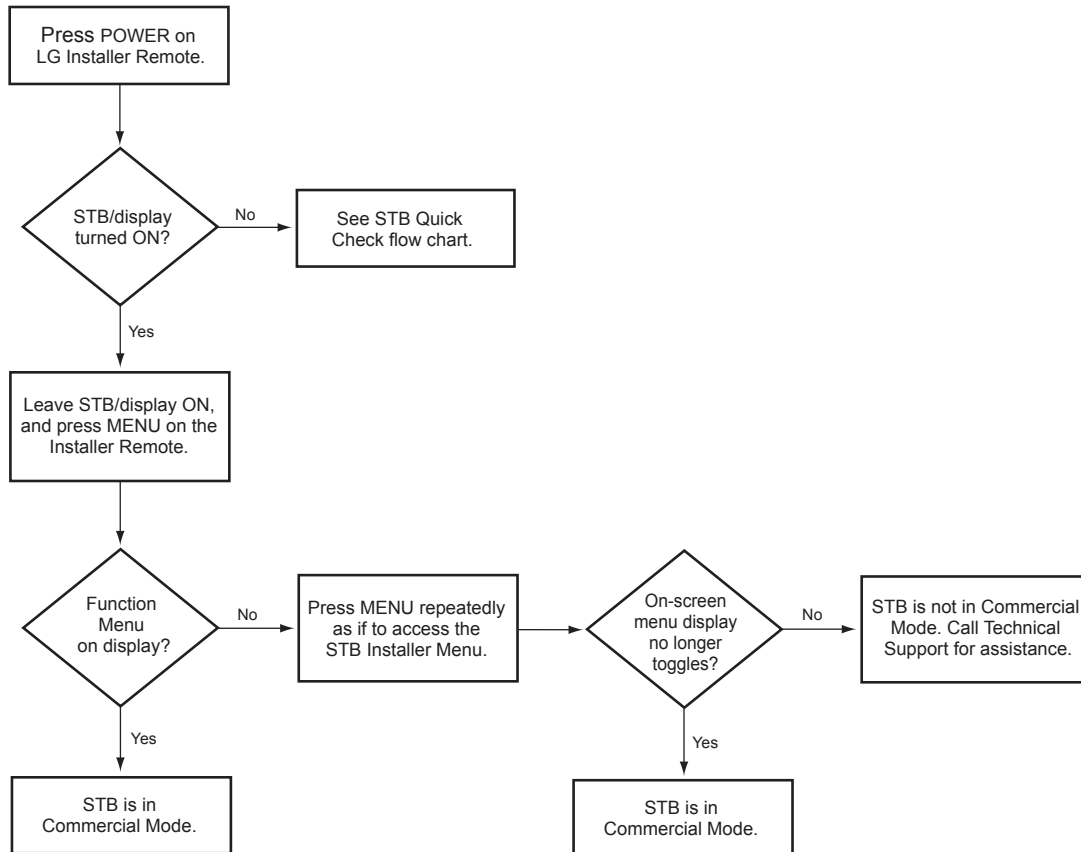 Press POWER on
LG Installer Remote.
STB/display
turned ON?
No
See STB Quick
Check flow chart.
Yes
Leave STB/display ON,
and press MENU on the
Installer Remote.
Function
Menu
on display?
No
Press MENU repeatedly
as if to access the
STB Installer Menu.
On-screen
menu display
no longer
toggles?
No
STB is not in Commercial
Mode. Call Technical
Support for assistance.
Yes
STB is in
Commercial Mode.
Yes
STB is in
Commercial Mode.